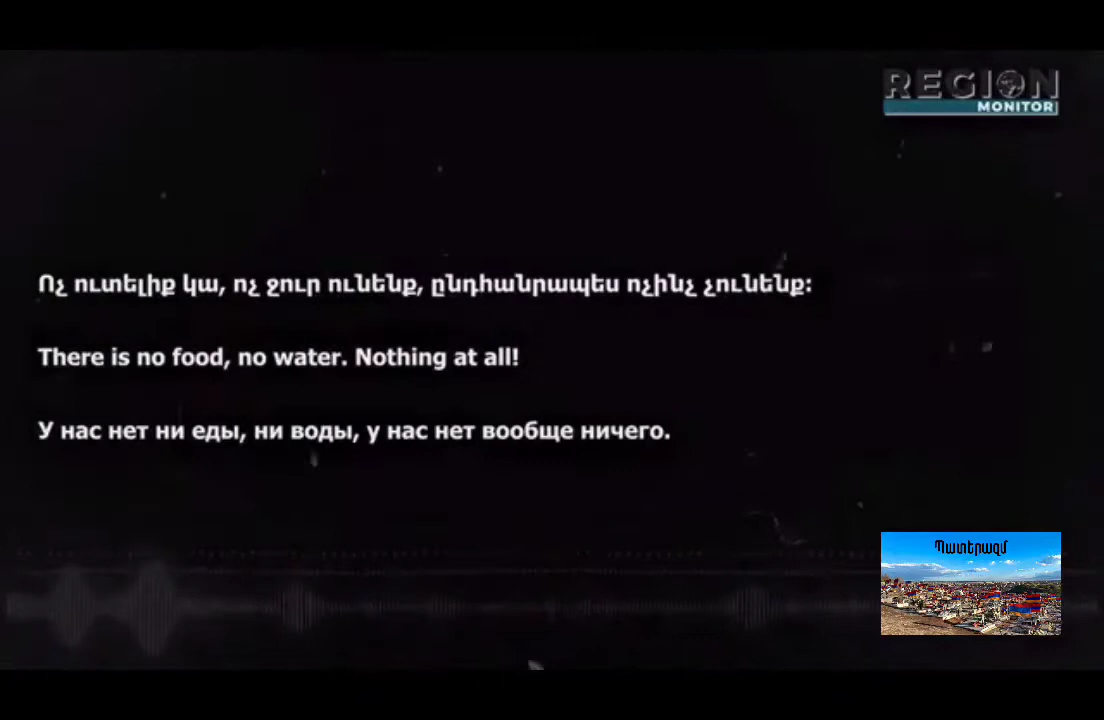 REGION
MONITOR
Ոչ ուտելիք կա, ոչ ջուր ունենք, ընդհանրապես ոչինչ չունենք:
There is no food, no water. Nothing at all!
У нас нет ни еды, ни воды, у нас нет вообще ничего.
Պատերազմ